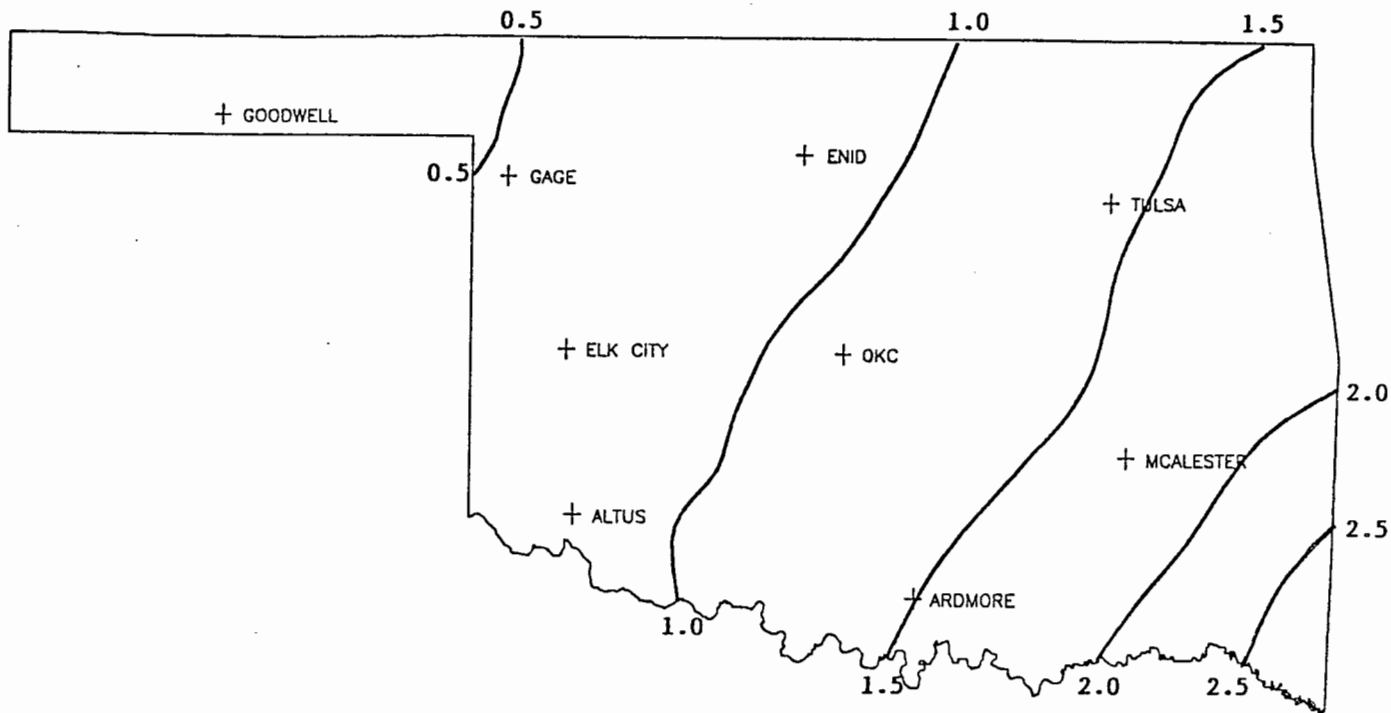 0.5 1.0 1.5
GOODWELL
ENID
0.5 GAGE
TULSA
ELK CITY OKC
2.0
MCALESTER
ALTUS
2.5
ARDMORE
1.0
1.5 2.0 2.5